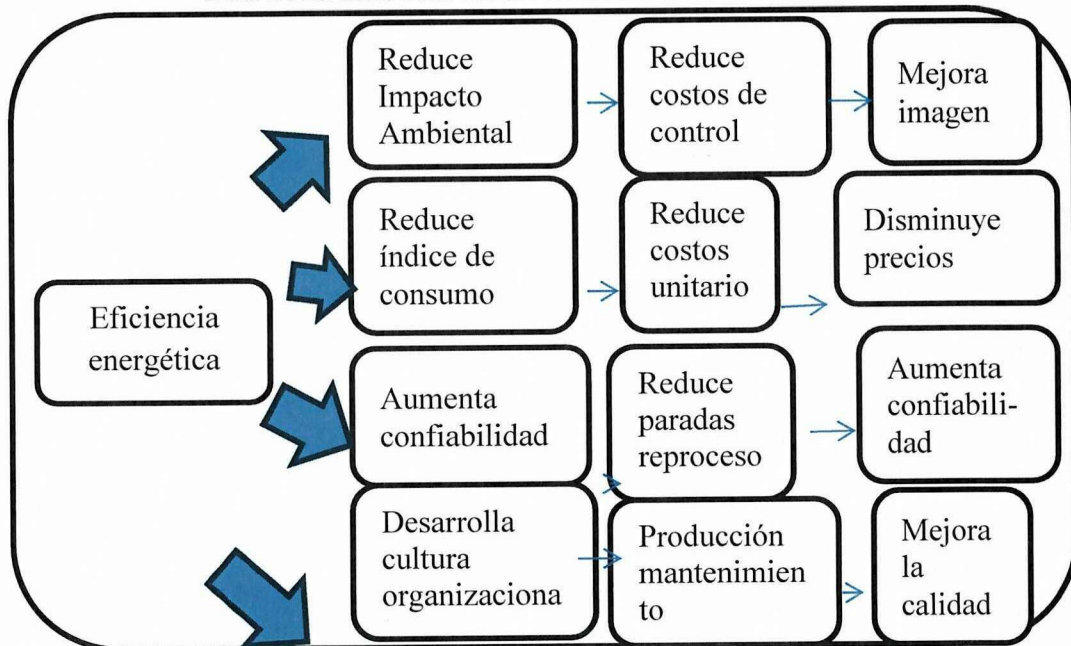 Reduce
Impacto
Ambiental
Reduce
costos de
control
Mejora
imagen
Reduce
índice de
consumo
Reduce
costos
unitario
Disminuye
precios
Eficiencia
energética
Aumenta
confiabilidad
Reduce
paradas
reproceso
Aumenta
confiabili-
dad
Desarrolla
cultura
organizaciona
Producción
mantenimien
to
Mejora
la
calidad